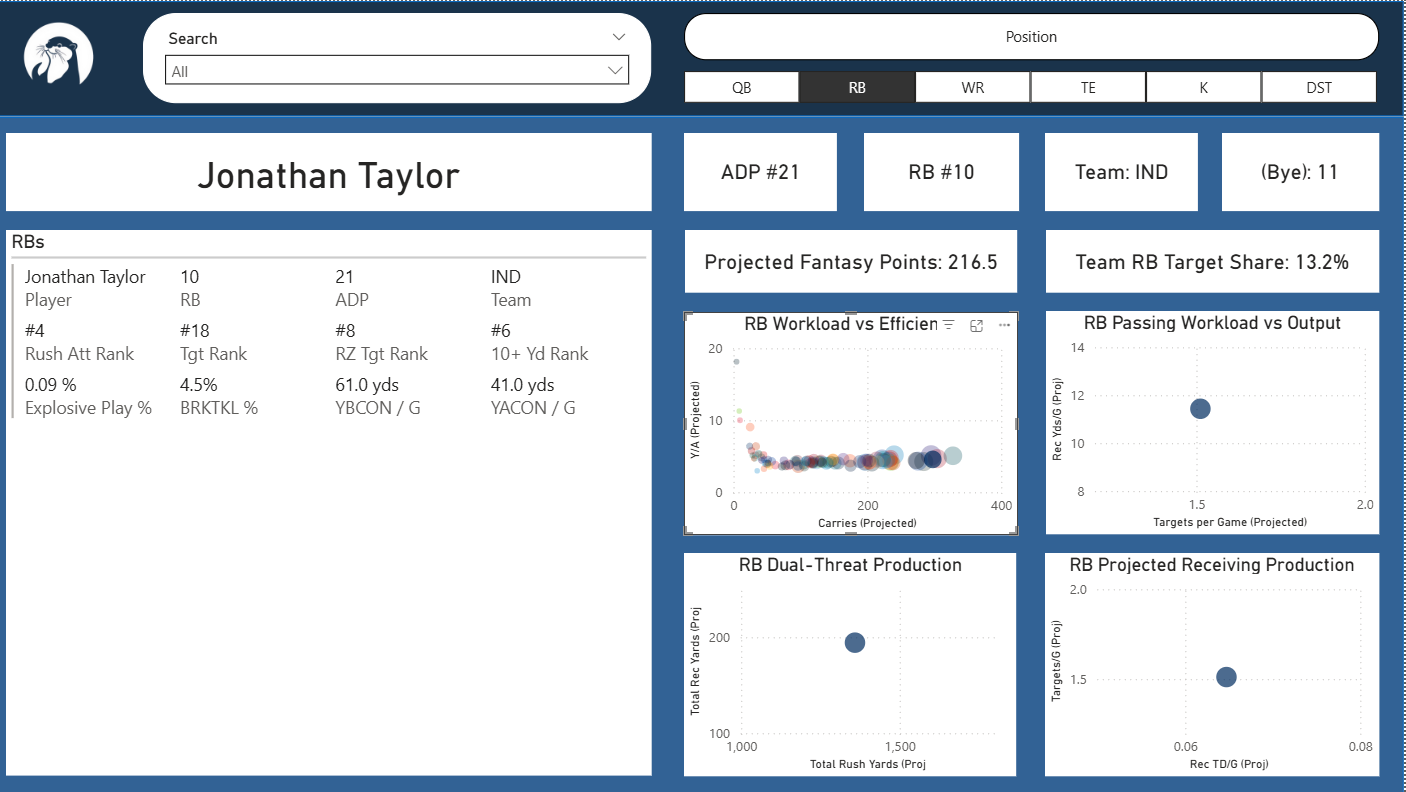 Search
All
Position
QB RB WR TE K DST
Jonathan Taylor
ADP #21
RB #10
Team: IND
(Bye): 11
RBs
Jonathan Taylor 10 21 IND
Player RB ADP Team
#4 #18 #8 #6
Rush Att Rank Tgt Rank RZ Tgt Rank 10+ Yd Rank
0.09 % 4.5% 61.0 yds 41.0 yds
Explosive Play % BRKTKL % YBCON / G YACON / G
Projected Fantasy Points: 216.5
Team RB Target Share: 13.2%
RB Workload vs Efficien
20
10
0
Y/A (Projected)
0 200 400
Carries (Projected)
RB Passing Workload vs Output
14
12
10
8
Rec Yds/G (Proj)
1.5 2.0
Targets per Game (Projected)
RB Dual-Threat Production
200
100
Total Rec Yards (Proj
1,000 1,500
Total Rush Yards (Proj
RB Projected Receiving Production
2.0
1.5
Targets/G (Proj)
0.06 0.08
Rec TD/G (Proj)